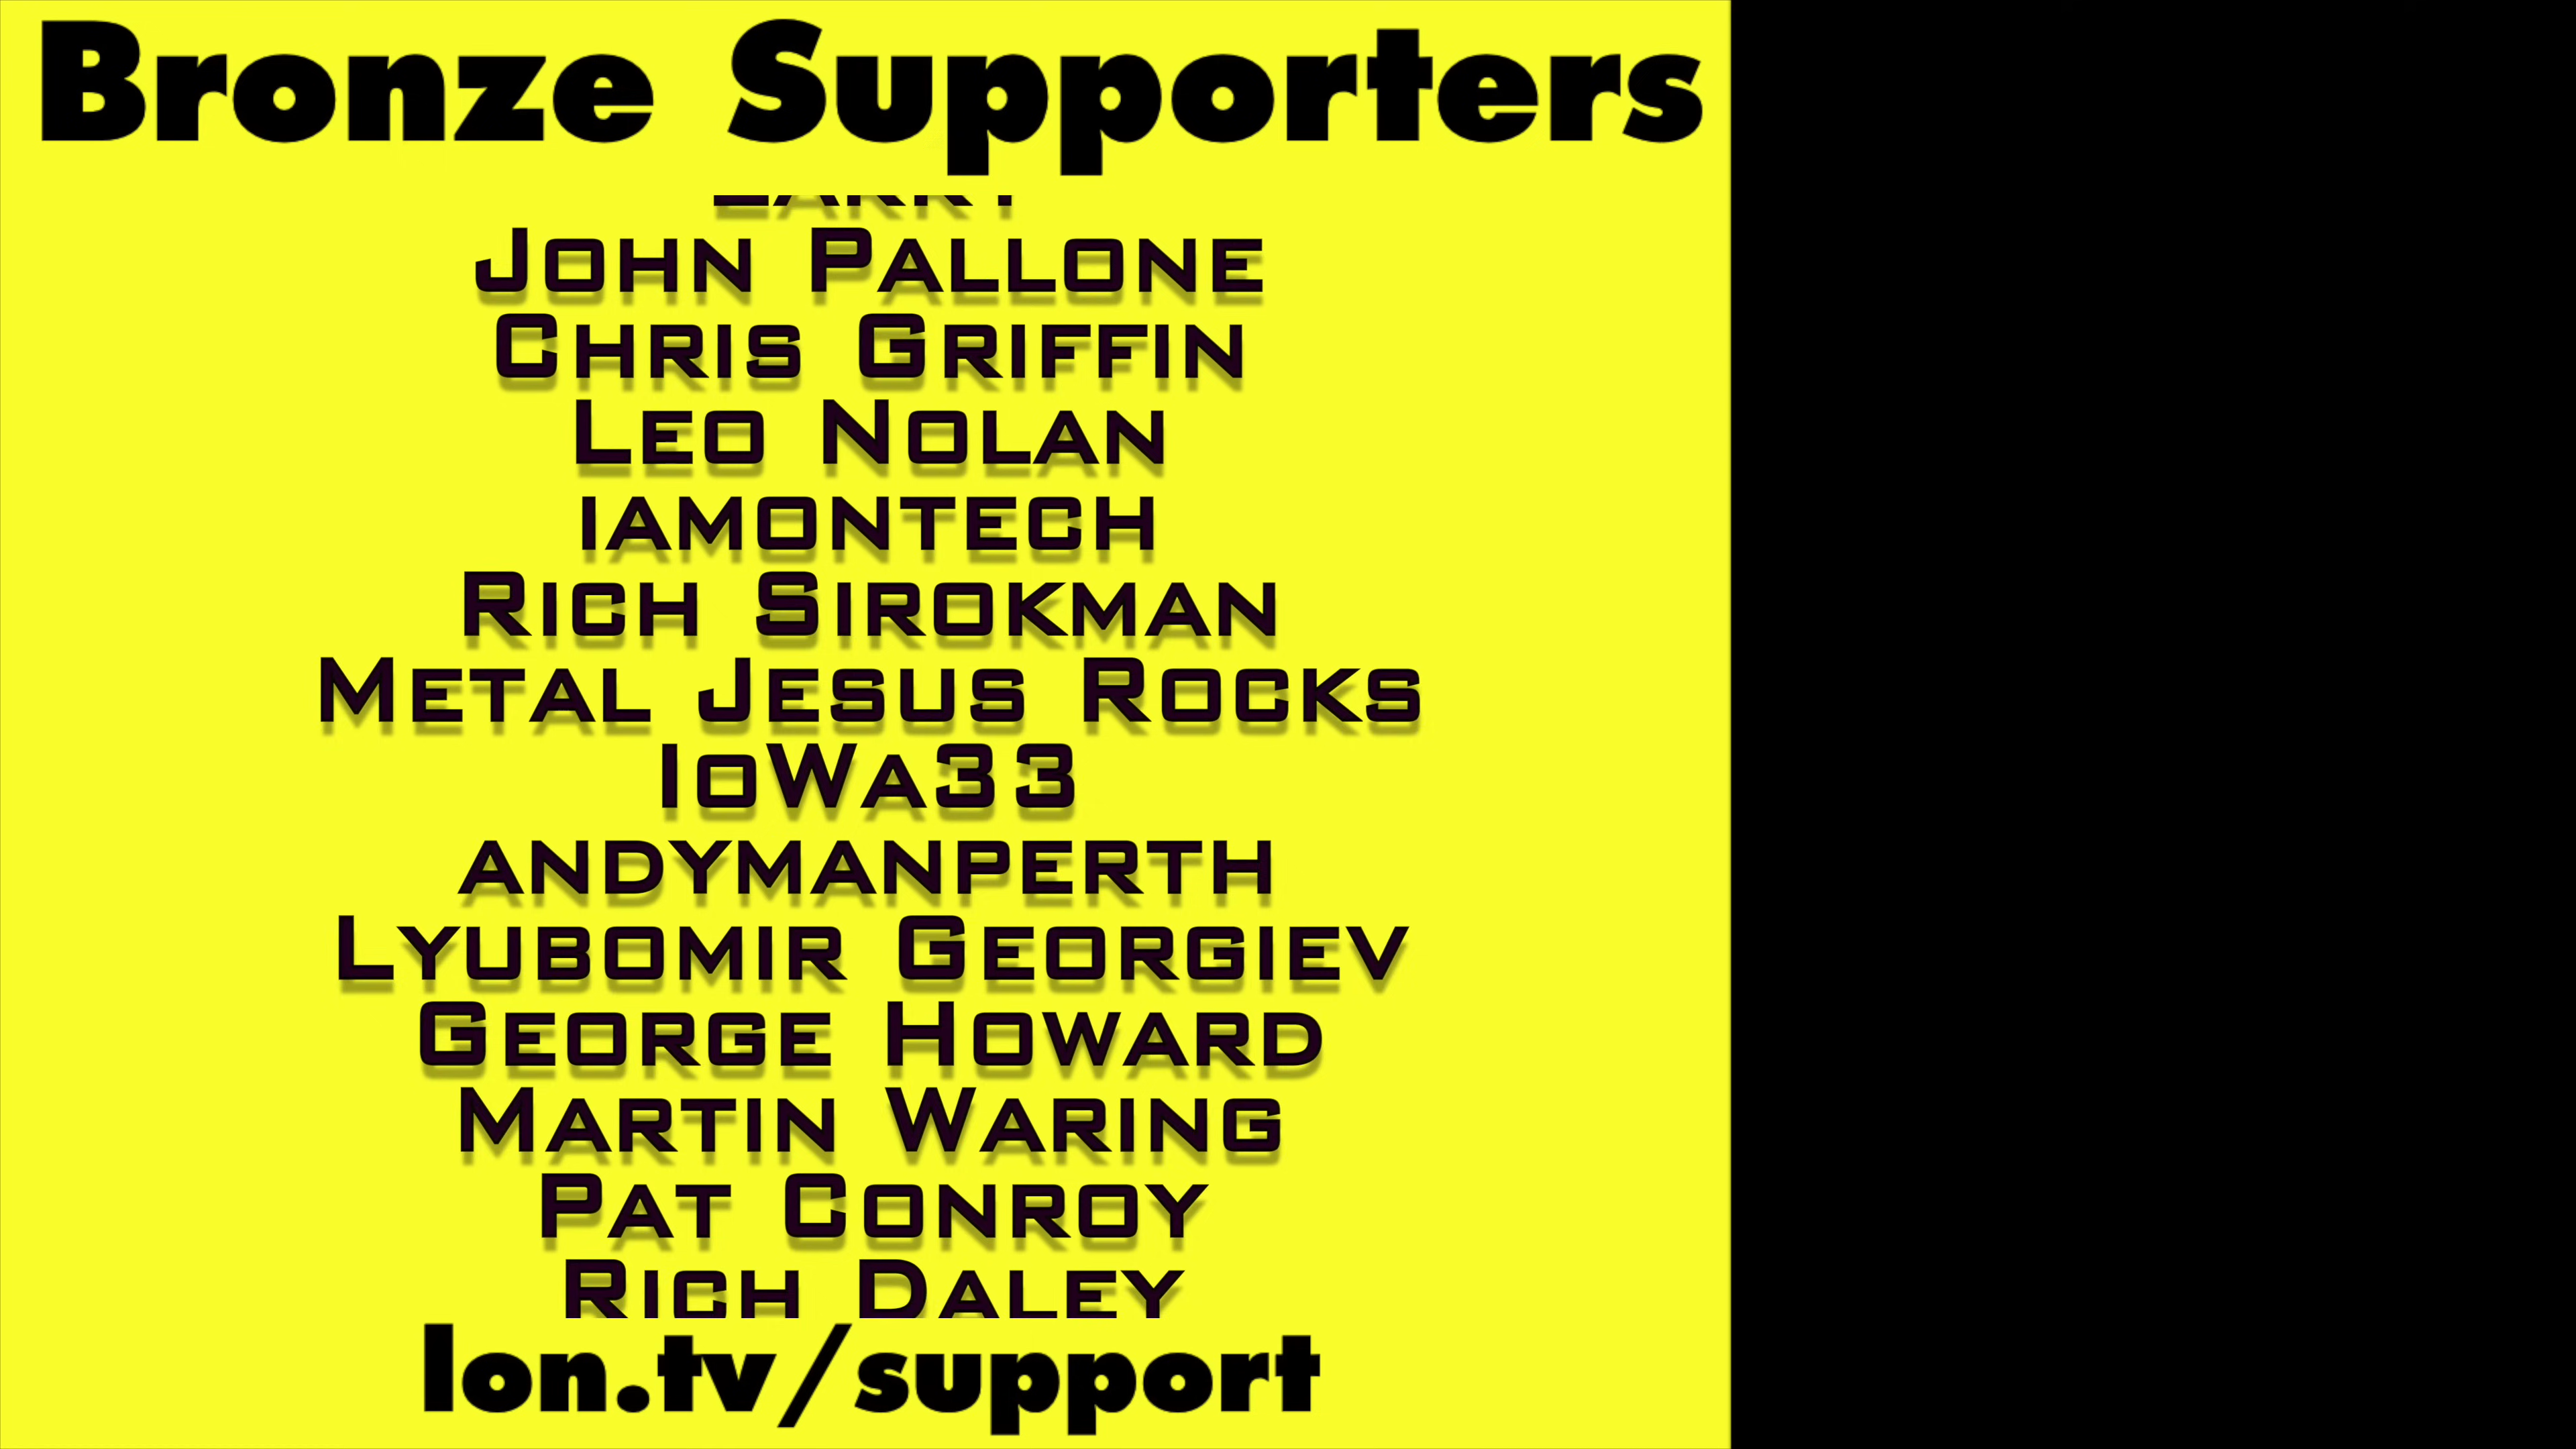 Bronze Supporters
John Pallone
Chris Griffin
Leo Nolan
iamontech
Rich Sirokman
Metal Jesus Rocks
IoWa33
andymanperth
Lyubomir Georgiev
George Howard
Martin Waring
Pat Conroy
Rich Daley
lon.tv/support